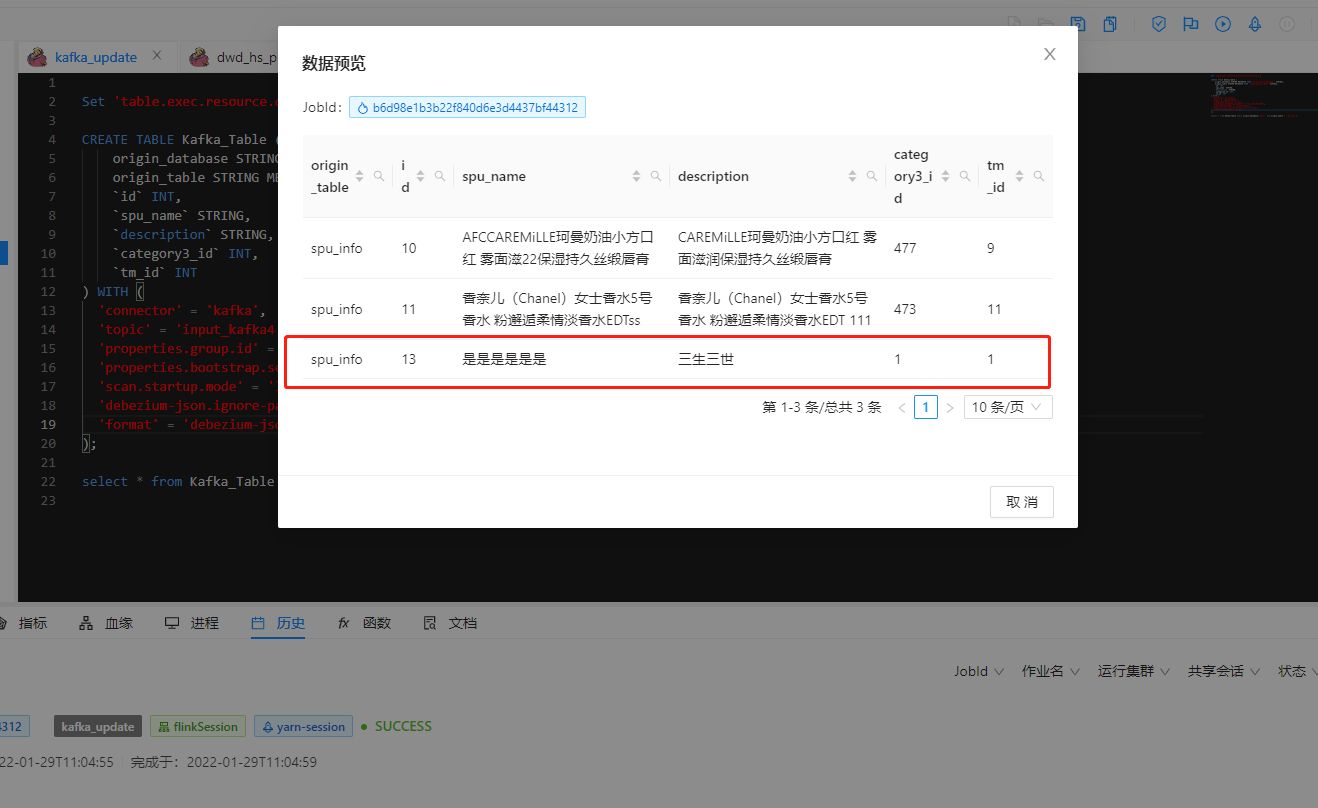 kafka_update
dwd_hs_p
1
2 Set 'table.exec.resource.
3
4 CREATE TABLE Kafka_Table (
5 origin_database STRING
6 origin_table STRING ME
7 `id` INT,
8 `spu_name` STRING,
9 `description` STRING,
10 `category3_id` INT,
11 `tm_id` INT
12 ) WITH (
13 'connector' = 'kafka',
14 'topic' = 'input_kafka4
15 'properties.group.id' =
16 'properties.bootstrap.se
17 'scan.startup.mode' = '
18 'debezium-json.ignore-pa
19 'format' = 'debezium-jso
20 );
21
22 select * from Kafka_Table
23
数据预览
JobId: b6d98e1b3b22f840d6e3d4437bf44312
origin_table id spu_name description category3_id tm_id
spu_info 10 AFCCAREMiLLE珂曼奶油小方口红 雾面滋22保湿持久丝缎唇膏 CAREMiLLE珂曼奶油小方口红 雾面滋润保湿持久丝缎唇膏 477 9
spu_info 11 香奈儿（Chanel）女士香水5号香水 粉邂逅柔情淡香水EDTss 香奈儿（Chanel）女士香水5号香水 粉邂逅柔情淡香水EDT 111 473 11
spu_info 13 是是是是是是 三生三世 1 1
第 1-3 条/总共 3 条 1 10 条/页
取 消
指标 血缘 进程 历史 函数 文档
JobId 作业名 运行集群 共享会话 状态
4312 kafka_update flinkSession yarn-session SUCCESS
22-01-29T11:04:55 完成于：2022-01-29T11:04:59